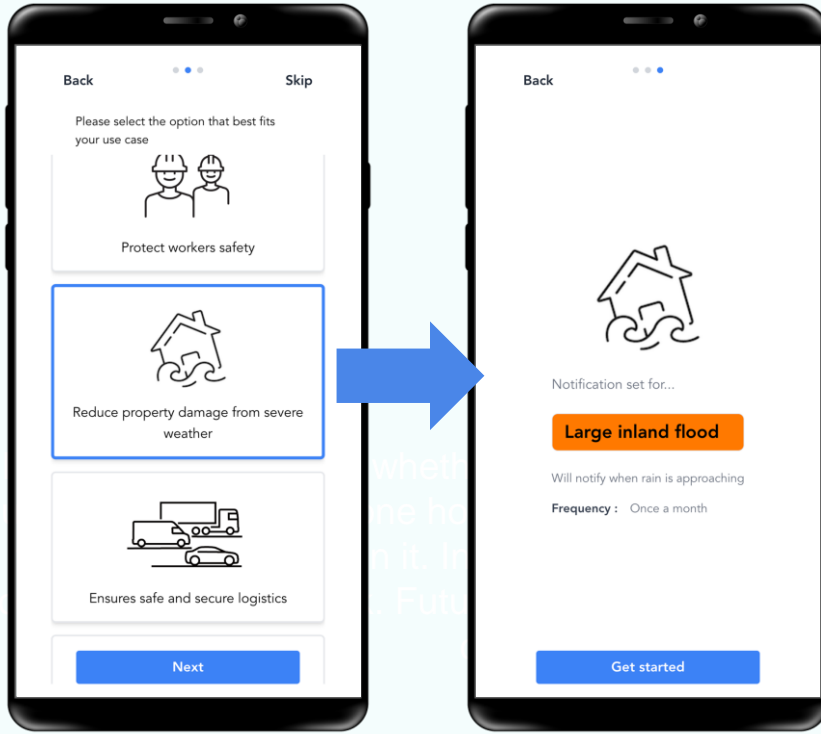 Back
Skip
Please select the option that best fits
your use case
Protect workers safety
Reduce property damage from severe
weather
Ensures safe and secure logistics
Next
Back
Notification set for...
Large inland flood
Will notify when rain is approaching
Frequency : Once a month
Get started